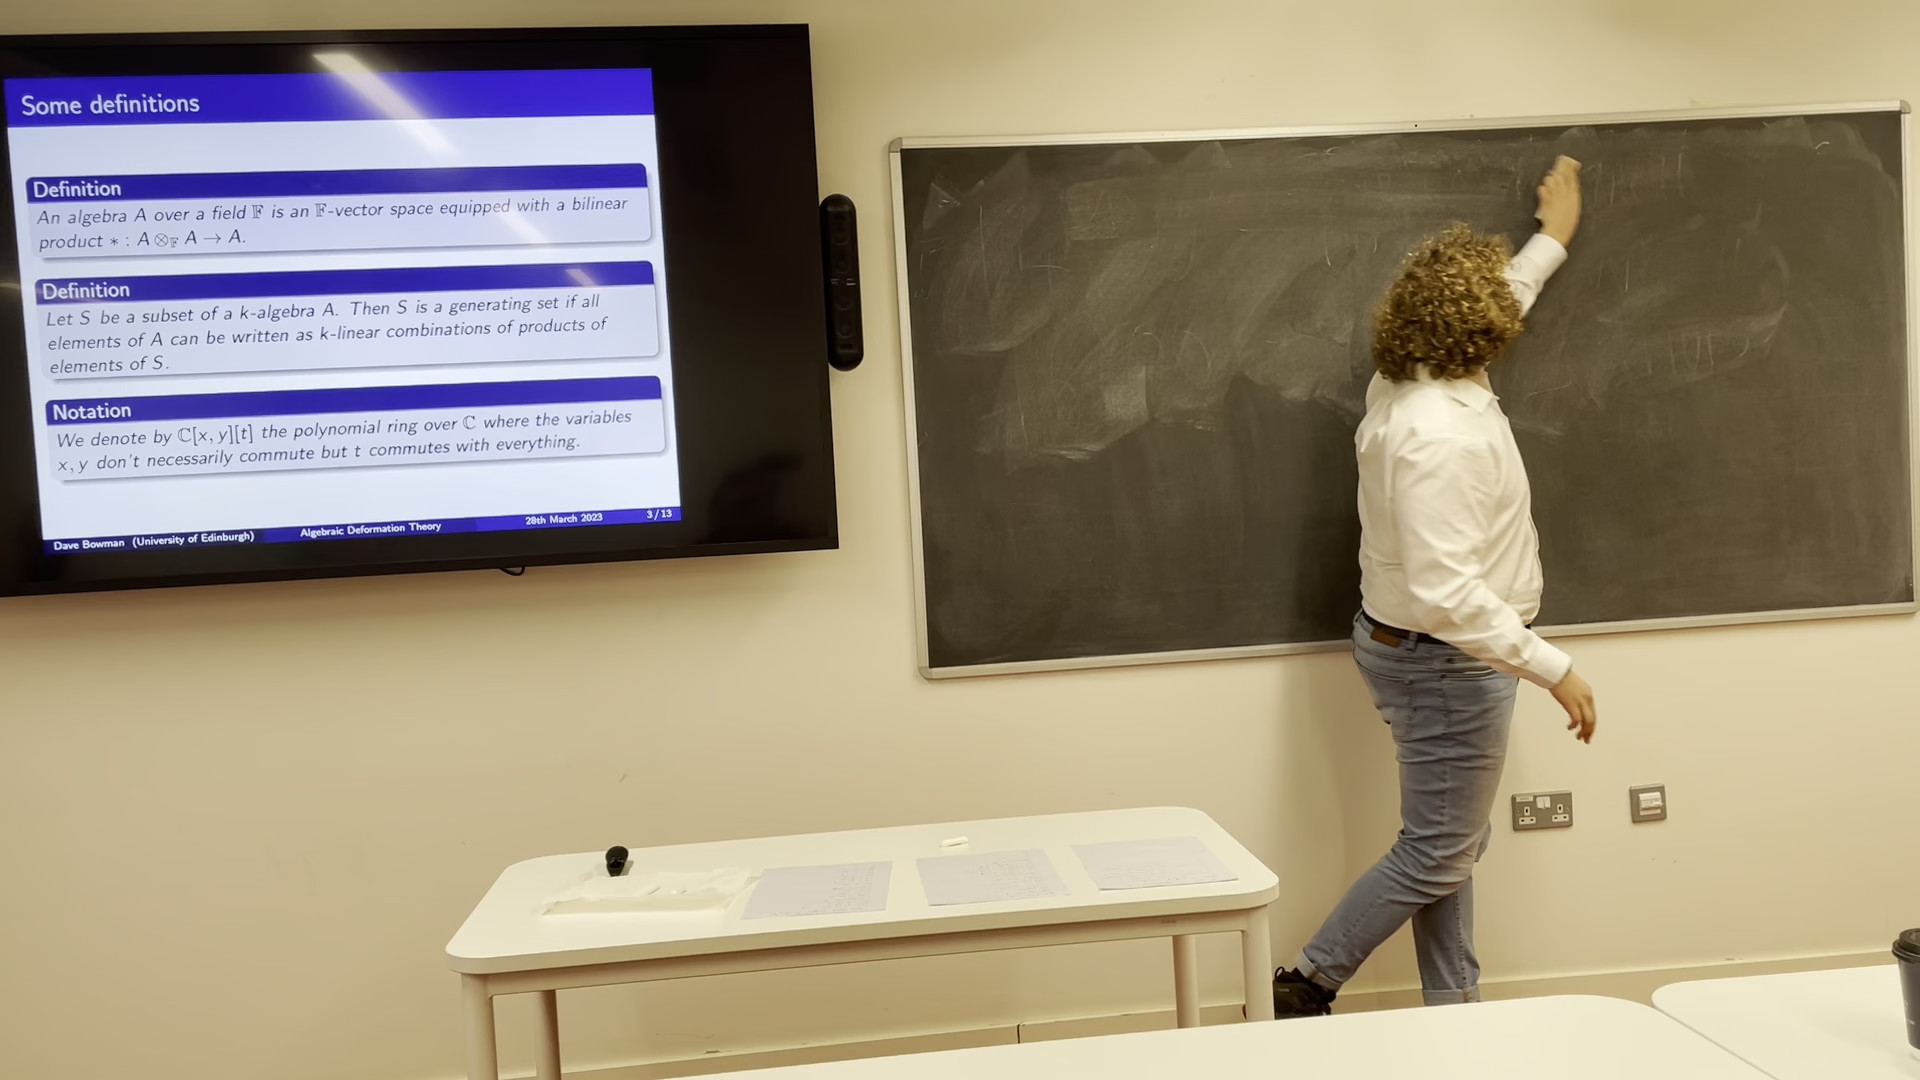 Some definitions
Definition
An algebra A over a field 𝔽 is an 𝔽-vector space equipped with a bilinear
product ∗ : A ⊗𝔽 A → A.
Definition
Let S be a subset of a k-algebra A. Then S is a generating set if all
elements of A can be written as k-linear combinations of products of
elements of S.
Notation
We denote by ℂ[x, y][t] the polynomial ring over ℂ where the variables
x, y don't necessarily commute but t commutes with everything.
Dave Bowman (University of Edinburgh) Algebraic Deformation Theory 28th March 2023 3 / 13